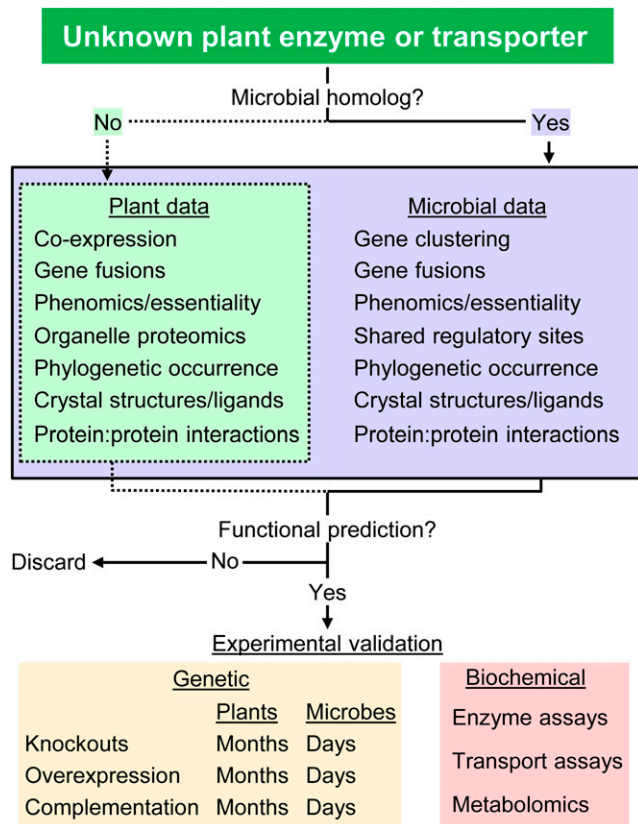 Unknown plant enzyme or transporter
Microbial homolog?
No
Yes
Plant data
Co-expression
Gene fusions
Phenomics/essentiality
Organelle proteomics
Phylogenetic occurrence
Crystal structures/ligands
Protein:protein interactions
Microbial data
Gene clustering
Gene fusions
Phenomics/essentiality
Shared regulatory sites
Phylogenetic occurrence
Crystal structures/ligands
Protein:protein interactions
Functional prediction?
Discard
No
Yes
Experimental validation
Genetic
Plants Microbes
Knockouts Months Days
Overexpression Months Days
Complementation Months Days
Biochemical
Enzyme assays
Transport assays
Metabolomics